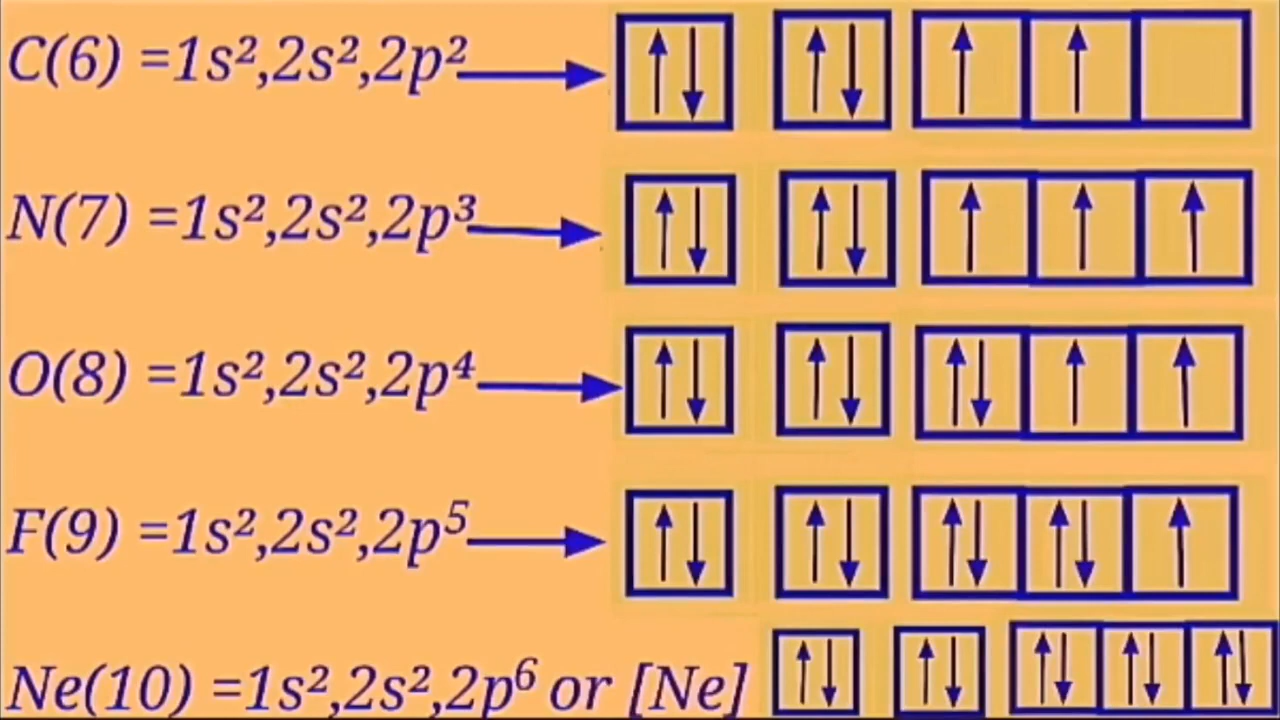 C(6) =1s²,2s²,2p²
N(7) =1s²,2s²,2p³
O(8) =1s²,2s²,2p⁴
F(9) =1s²,2s²,2p⁵
Ne(10) =1s²,2s²,2p⁶ or [Ne]